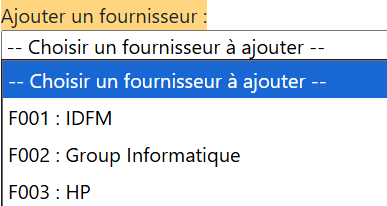 Ajouter un fournisseur :
-- Choisir un fournisseur à ajouter --
-- Choisir un fournisseur à ajouter --
F001 : IDFM
F002 : Group Informatique
F003 : HP